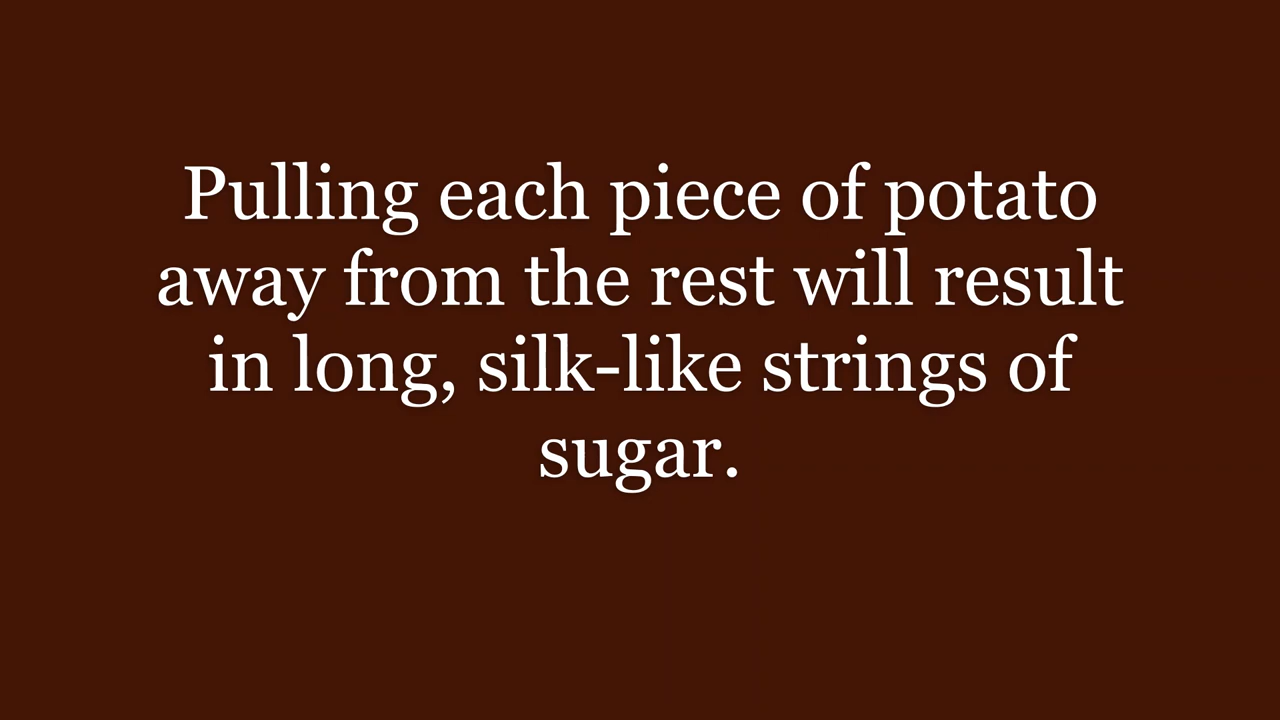 Pulling each piece of potato
away from the rest will result
in long, silk-like strings of
sugar.